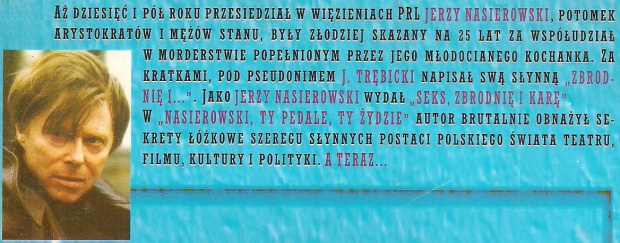 Aż dziesięć i pół roku przesiedział w więzieniach PRL JERZY NASIEROWSKI, potomek
arystokratów i mężów stanu, były złodziej skazany na 25 lat za współudział
w morderstwie popełnionym przez jego młodocianego kochanka. Za
kratkami, pod pseudonimem J. TRĘBICKI napisał swą słynną „ZBROD-
NIĘ I...”. Jako JERZY NASIEROWSKI wydał „SEKS, ZBRODNIĘ I KARĘ”
W „NASIEROWSKI, TY PEDALE, TY ŻYDZIE” autor brutalnie obnażył se-
krety łóżkowe szeregu słynnych postaci polskiego świata teatru,
filmu, kultury i polityki. A TERAZ...